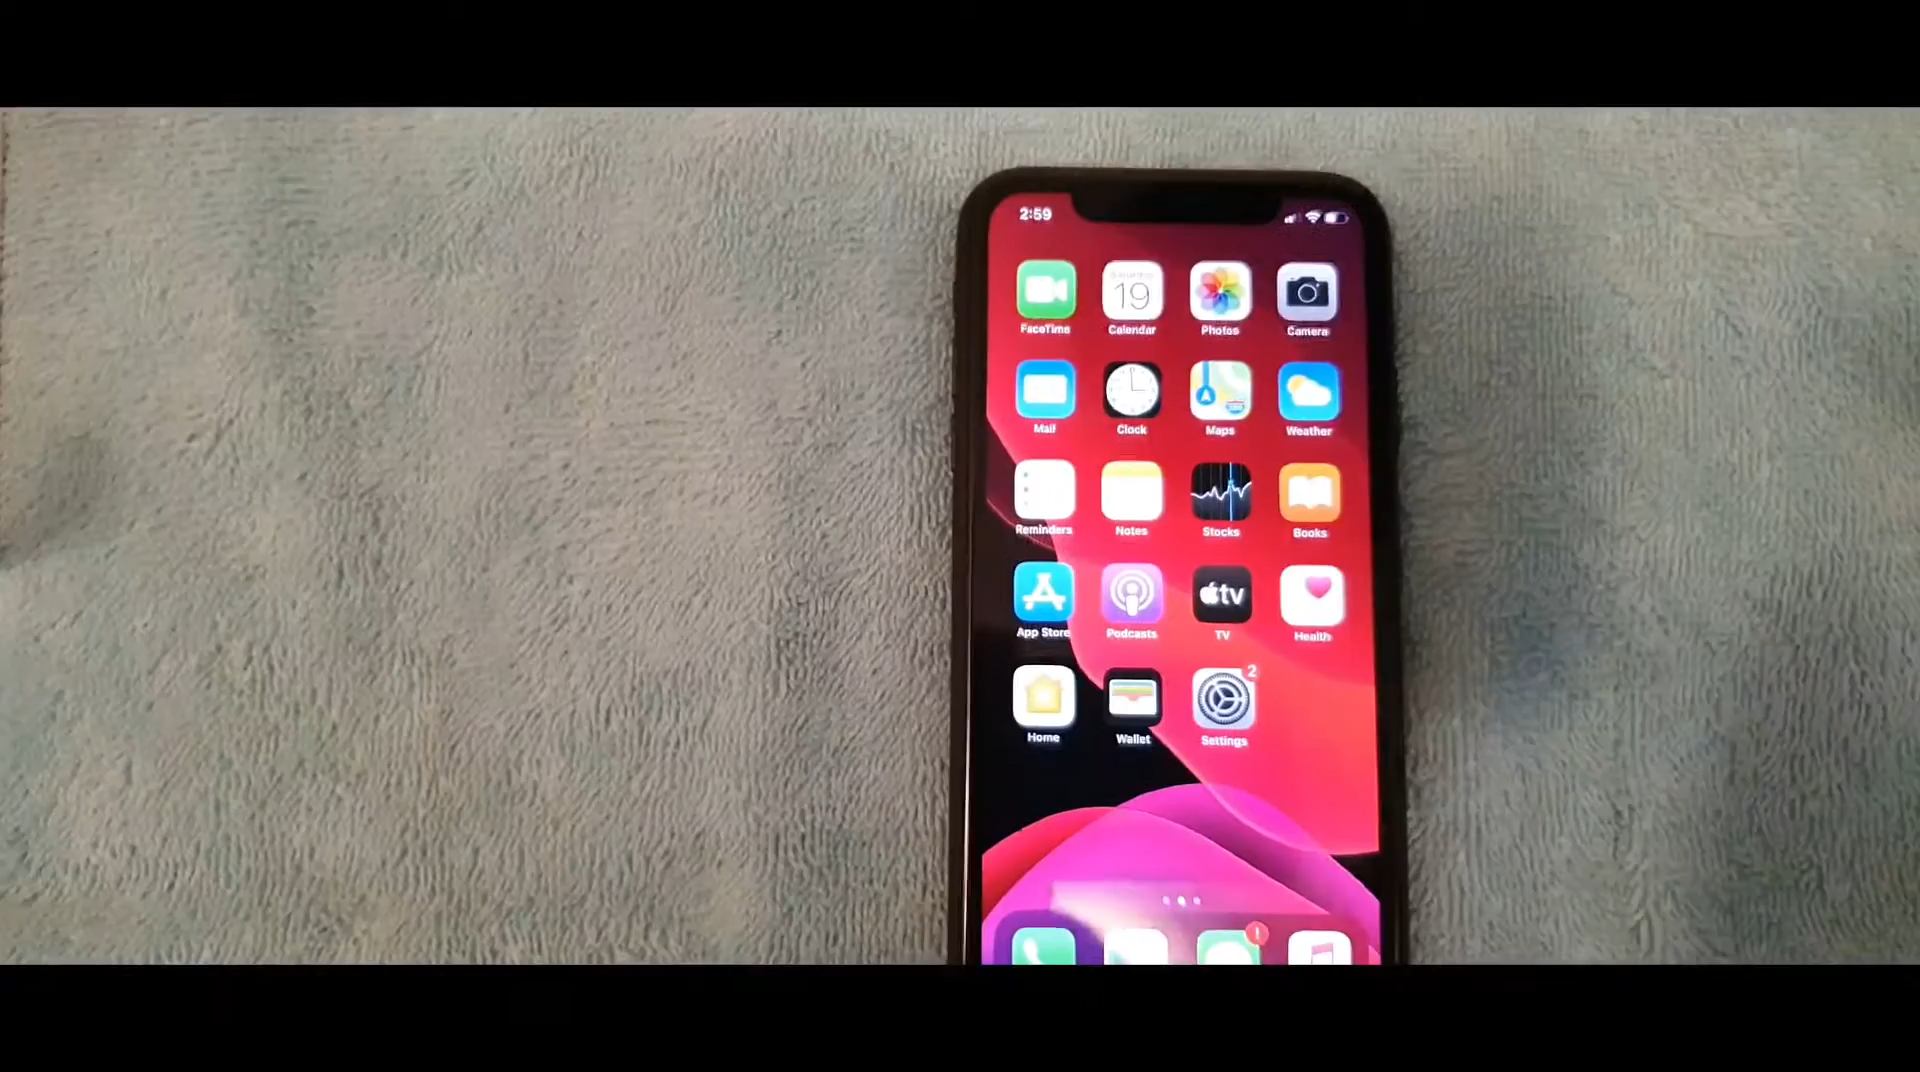 2:59
Saturday
19
FaceTime Calendar Photos Camera
Mail Clock Maps Weather
Reminders Notes Stocks Books
tv
App Store Podcasts TV Health
2
Home Wallet Settings
!